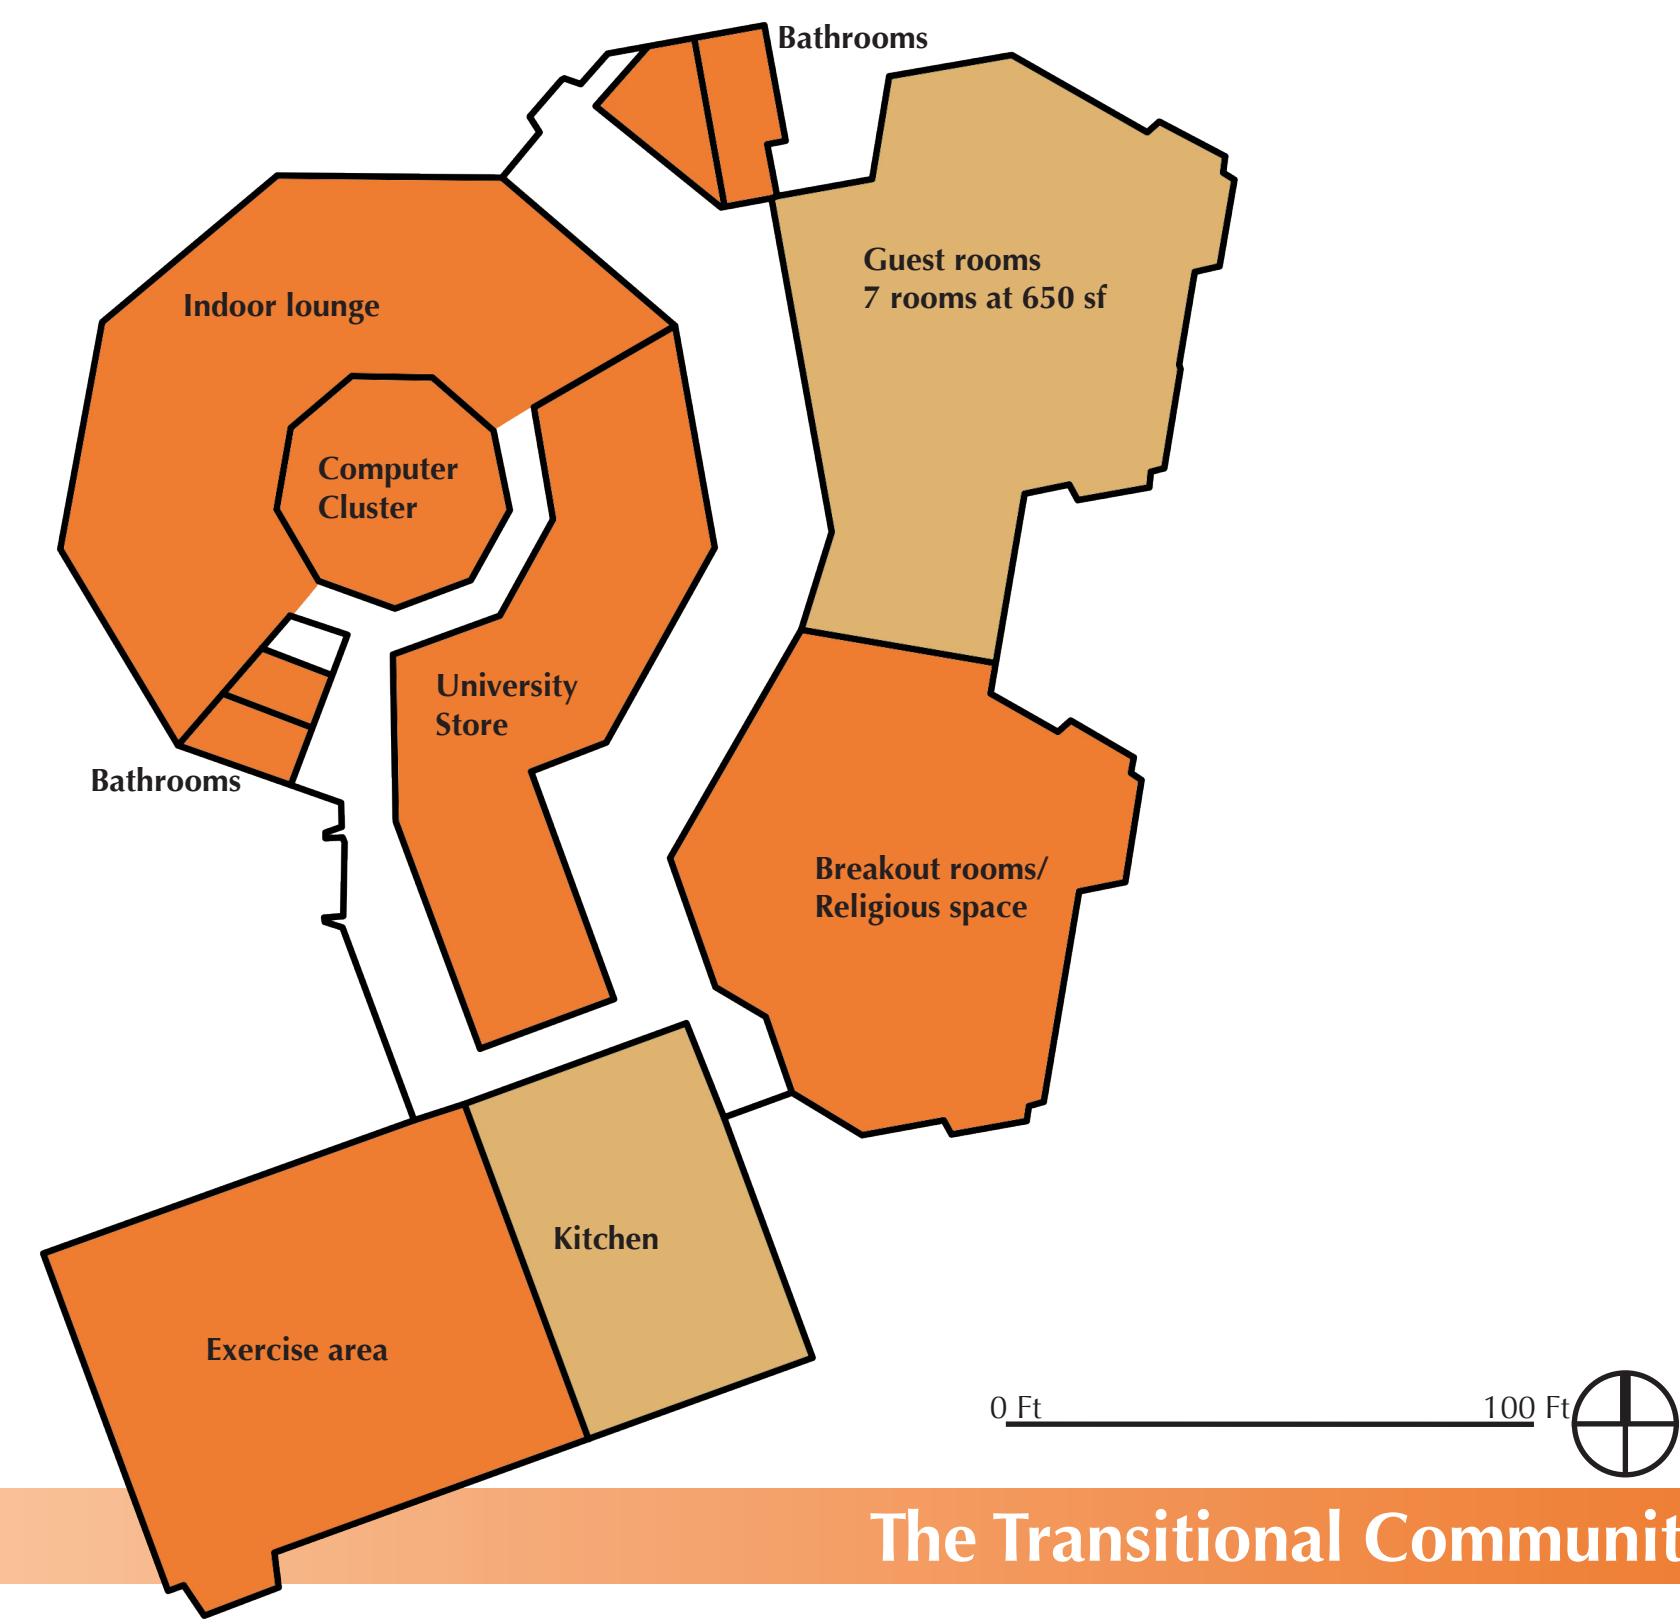 Bathrooms
Guest rooms
7 rooms at 650 sf
Indoor lounge
Computer
Cluster
University
Store
Bathrooms
Breakout rooms/
Religious space
Kitchen
Exercise area
0 Ft
100 Ft
The Transitional Communit